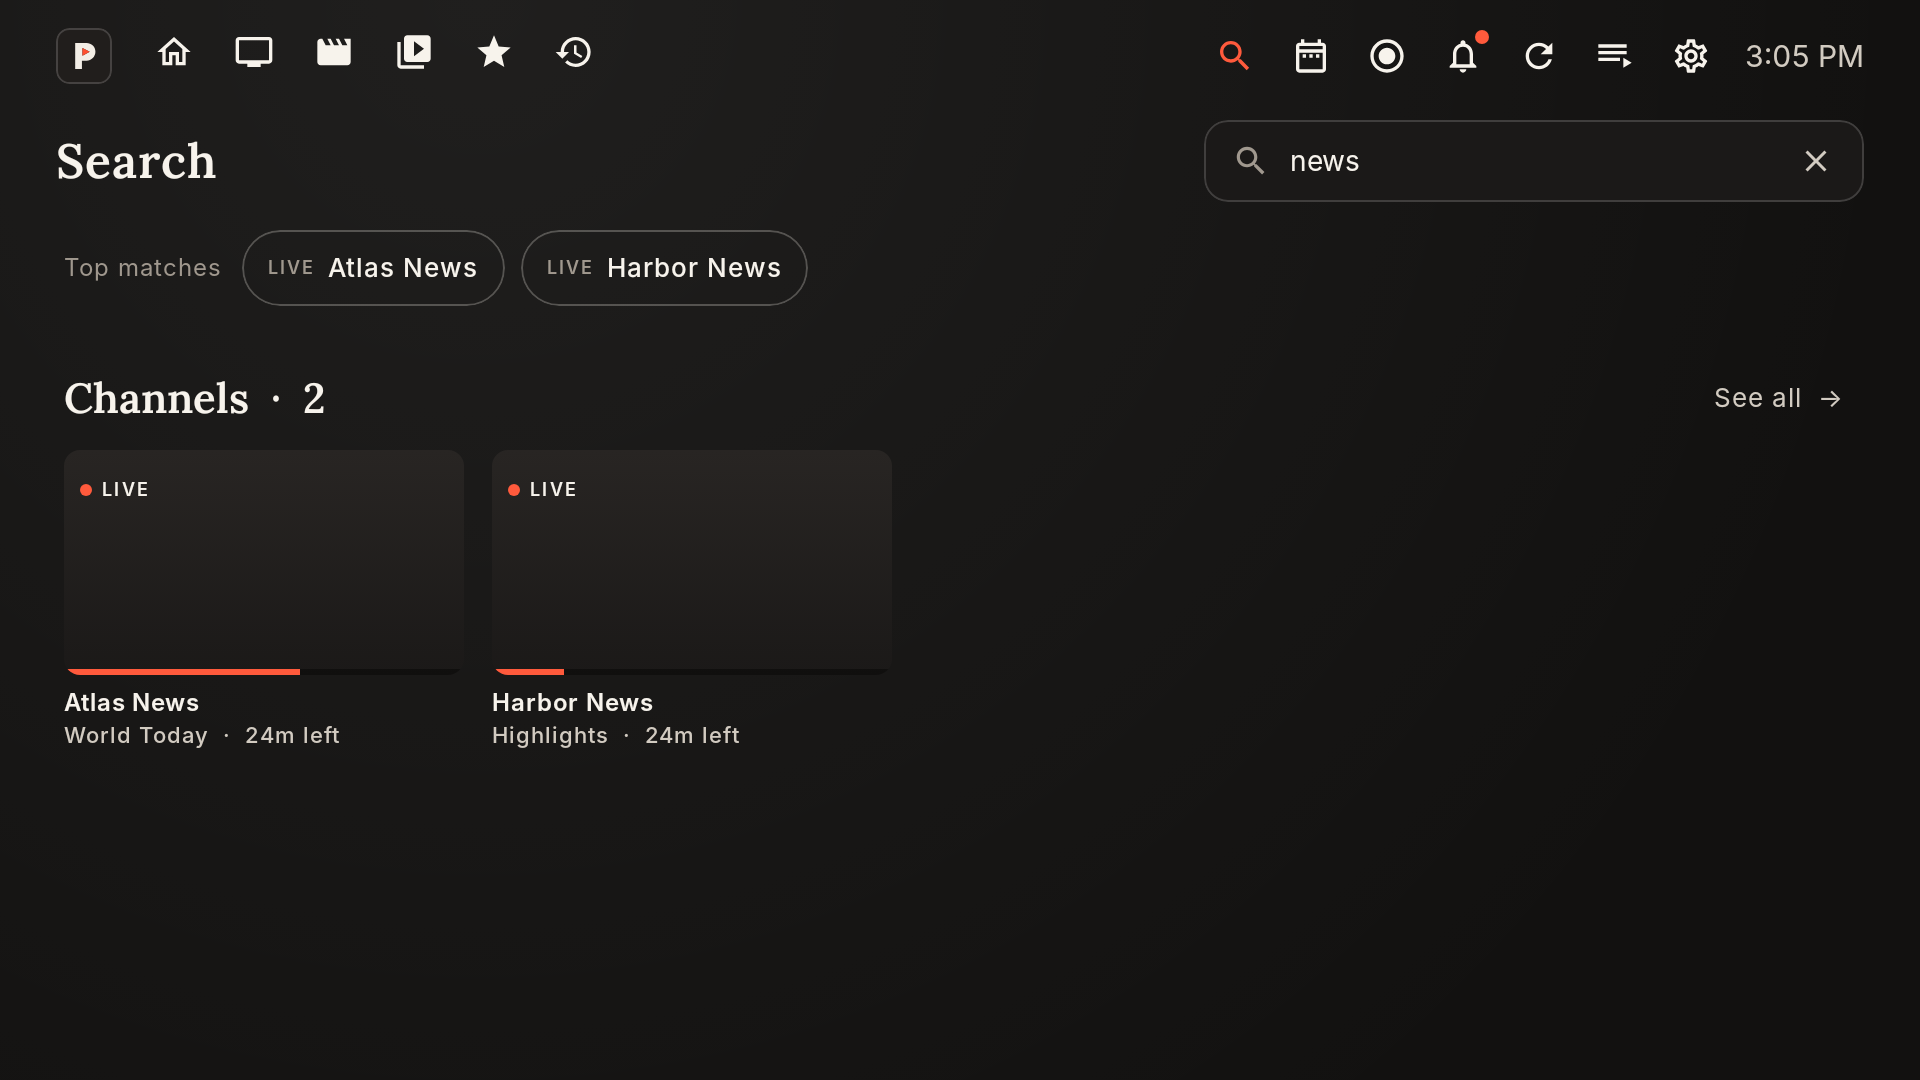 P
3:05 PM
Search
news
Top matches
LIVE Atlas News
LIVE Harbor News
Channels · 2
See all →
LIVE
LIVE
Atlas News
World Today · 24m left
Harbor News
Highlights · 24m left